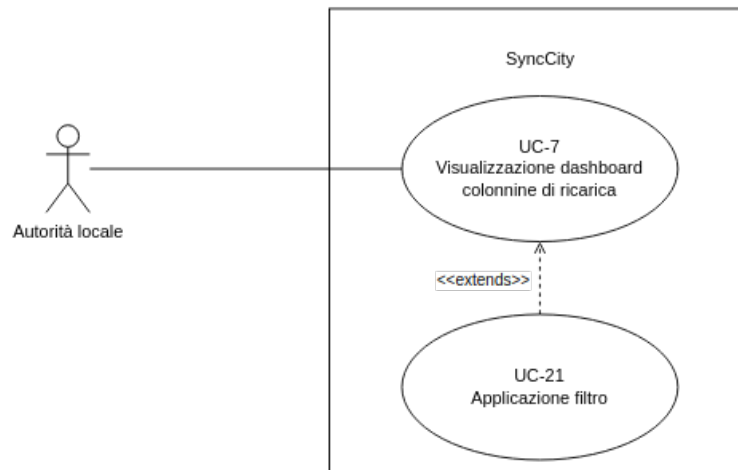 SyncCity
UC-7
Visualizzazione dashboard
colonnine di ricarica
Autorità locale
<<extends>>
UC-21
Applicazione filtro